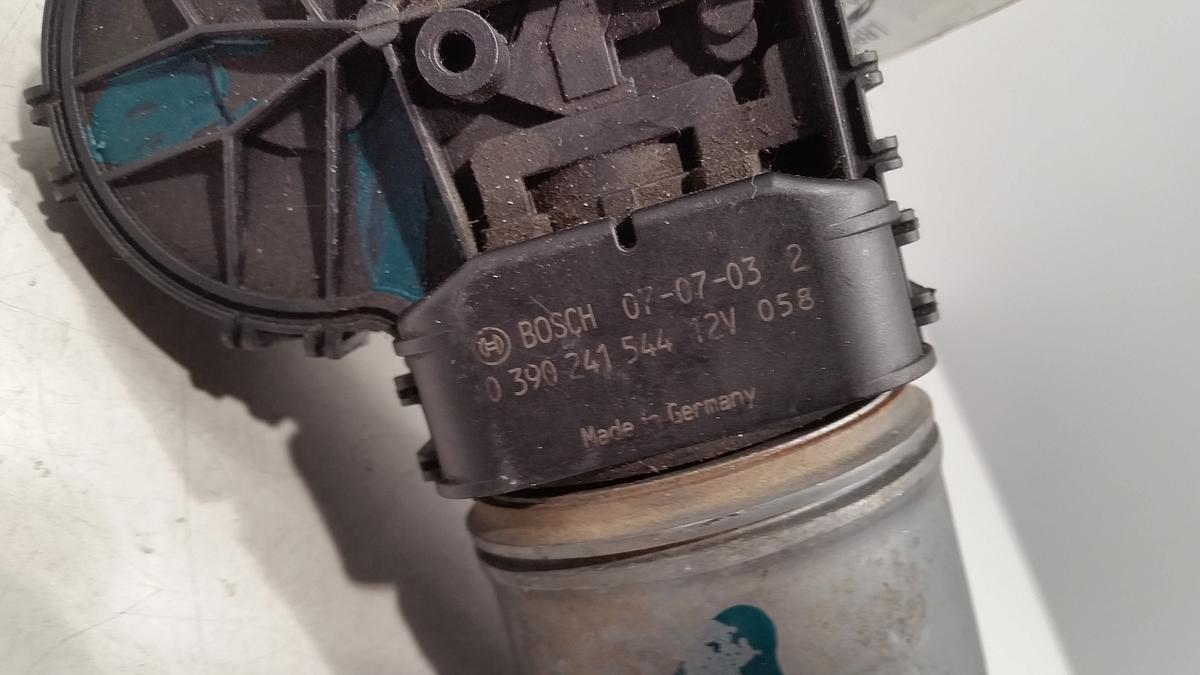 BOSCH 07-07-03 2
0 390 241 544 12V 058
Made in Germany